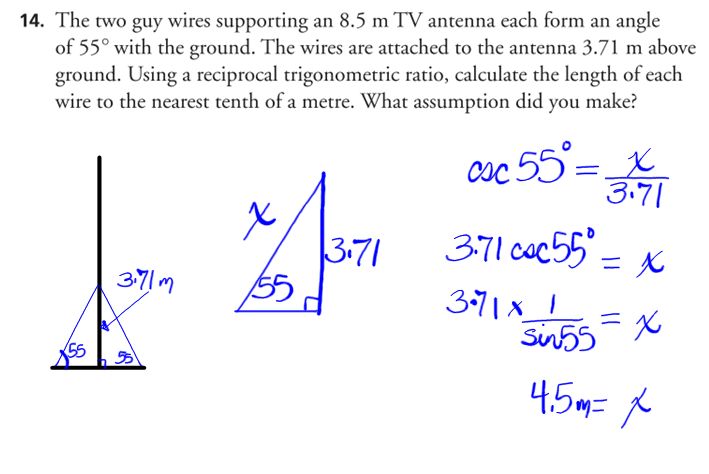 14. The two guy wires supporting an 8.5 m TV antenna each form an angle
of 55° with the ground. The wires are attached to the antenna 3.71 m above
ground. Using a reciprocal trigonometric ratio, calculate the length of each
wire to the nearest tenth of a metre. What assumption did you make?
csc 55° = x / 3.71
x
3.71
55
3.71 csc 55° = x
3.71 m
3.71 x 1 / sin 55 = x
55
55
4.5 m = x